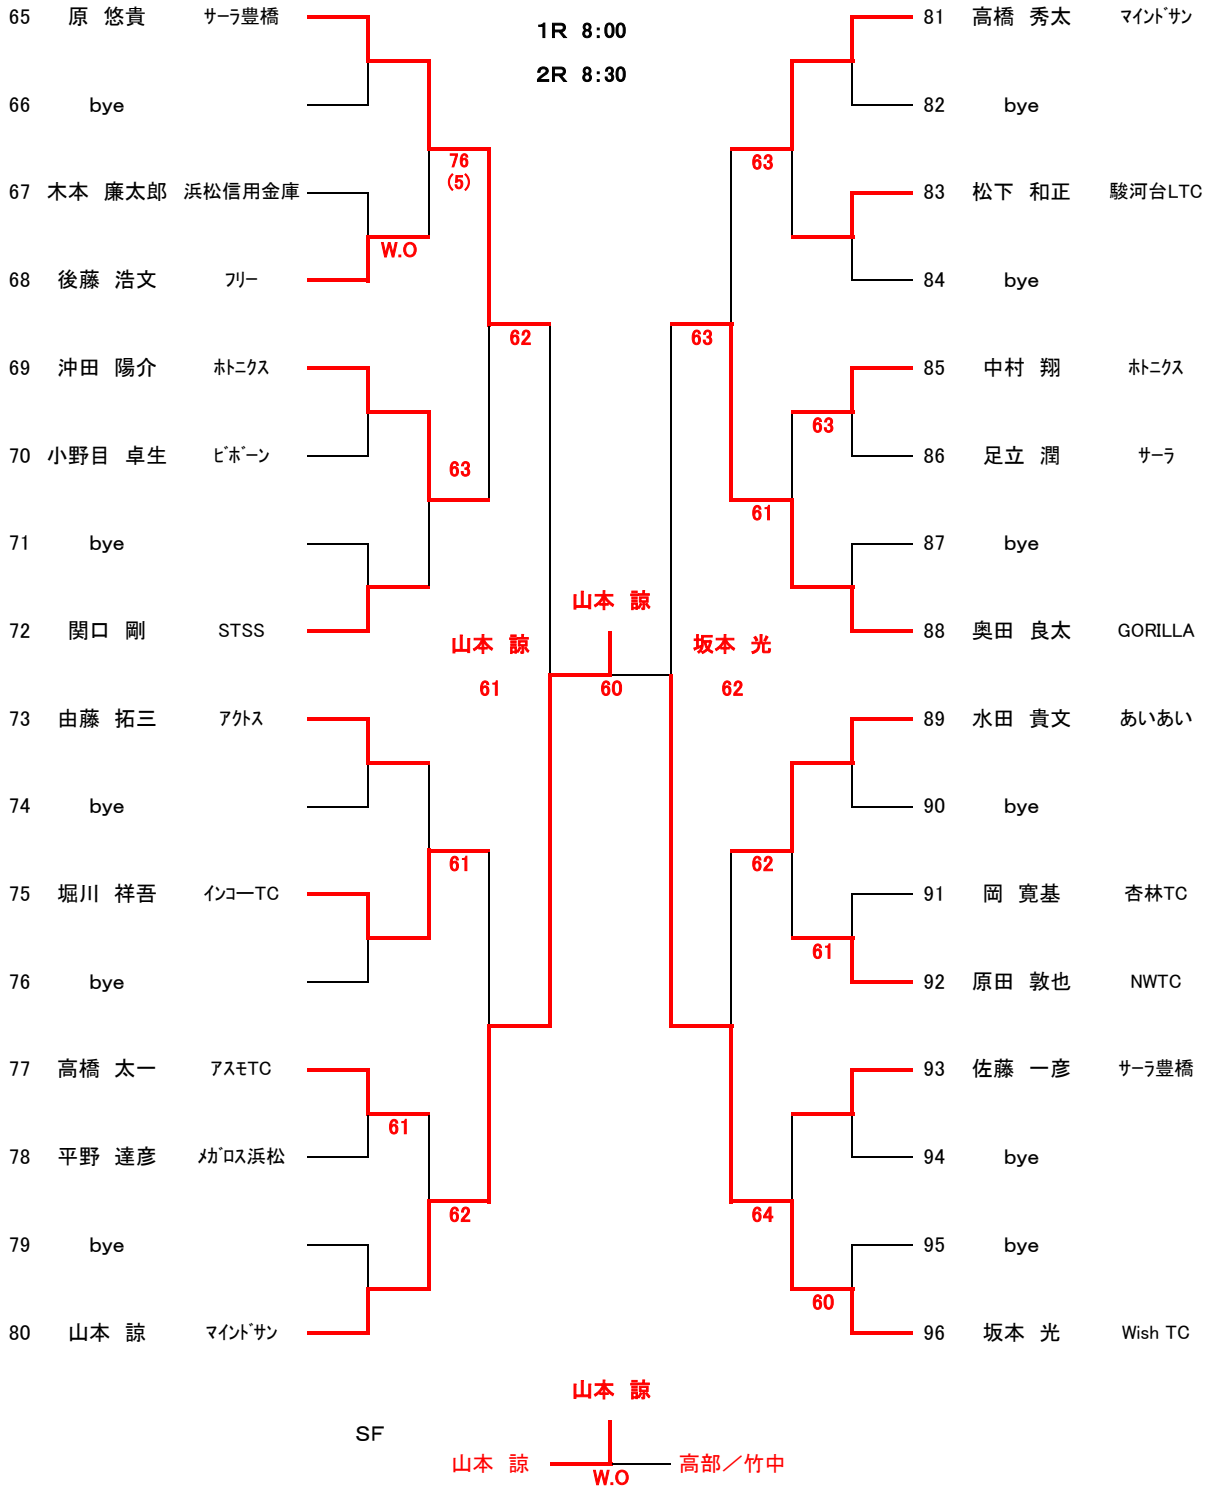 1R 8:00
2R 8:30
65 原 悠貴 サーラ豊橋
66 bye
67 木本 廉太郎 浜松信用金庫
68 後藤 浩文 フリー
69 沖田 陽介 ホトニクス
70 小野目 卓生 ビボーン
71 bye
72 関口 剛 STSS
73 由藤 拓三 アクトス
74 bye
75 堀川 祥吾 インコーTC
76 bye
77 高橋 太一 アスモTC
78 平野 達彦 メガロス浜松
79 bye
80 山本 諒 マインドサン
W.O
61
76
(5)
63
61
62
62
山本 諒
61
山本 諒
60
坂本 光
62
63
63
61
62
64
63
61
60
81 高橋 秀太 マインドサン
82 bye
83 松下 和正 駿河台LTC
84 bye
85 中村 翔 ホトニクス
86 足立 潤 サーラ
87 bye
88 奥田 良太 GORILLA
89 水田 貴文 あいあい
90 bye
91 岡 寛基 杏林TC
92 原田 敦也 NWTC
93 佐藤 一彦 サーラ豊橋
94 bye
95 bye
96 坂本 光 Wish TC
山本 諒
SF
山本 諒 高部／竹中
W.O